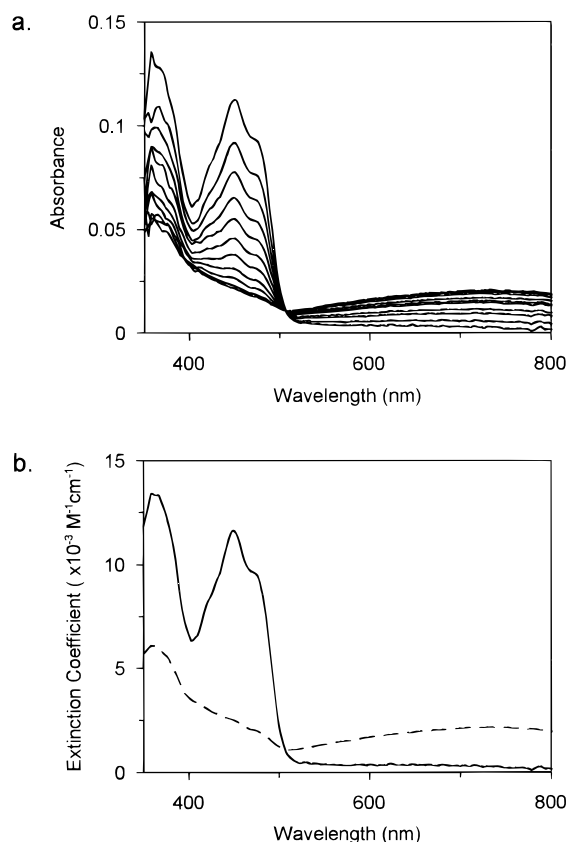 a.
0.15
0.1
0.05
0
Absorbance
400
600
800
Wavelength (nm)
b.
15
10
5
0
Extinction Coefficient ( x10⁻³ M⁻¹cm⁻¹)
400
600
800
Wavelength (nm)